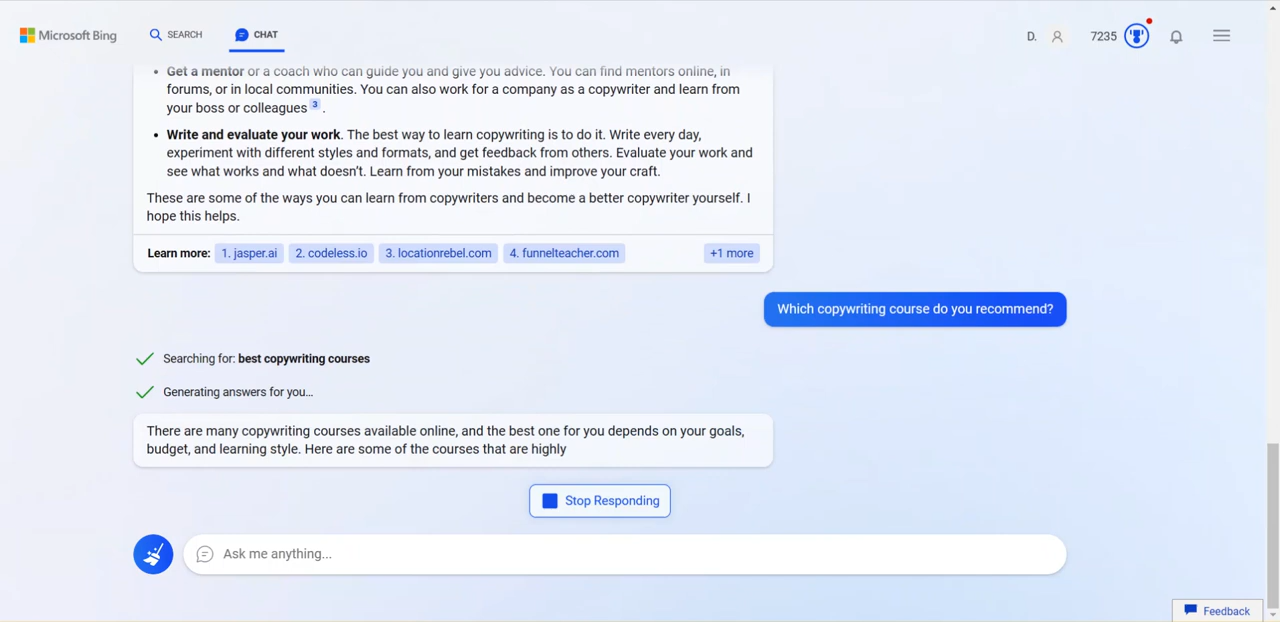 Microsoft Bing
SEARCH
CHAT
D.
7235
• Get a mentor or a coach who can guide you and give you advice. You can find mentors online, in
forums, or in local communities. You can also work for a company as a copywriter and learn from
your boss or colleagues 3 .
• Write and evaluate your work. The best way to learn copywriting is to do it. Write every day,
experiment with different styles and formats, and get feedback from others. Evaluate your work and
see what works and what doesn't. Learn from your mistakes and improve your craft.
These are some of the ways you can learn from copywriters and become a better copywriter yourself. I
hope this helps.
Learn more: 1. jasper.ai 2. codeless.io 3. locationrebel.com 4. funnelteacher.com +1 more
Which copywriting course do you recommend?
Searching for: best copywriting courses
Generating answers for you...
There are many copywriting courses available online, and the best one for you depends on your goals,
budget, and learning style. Here are some of the courses that are highly
Stop Responding
Ask me anything...
Feedback